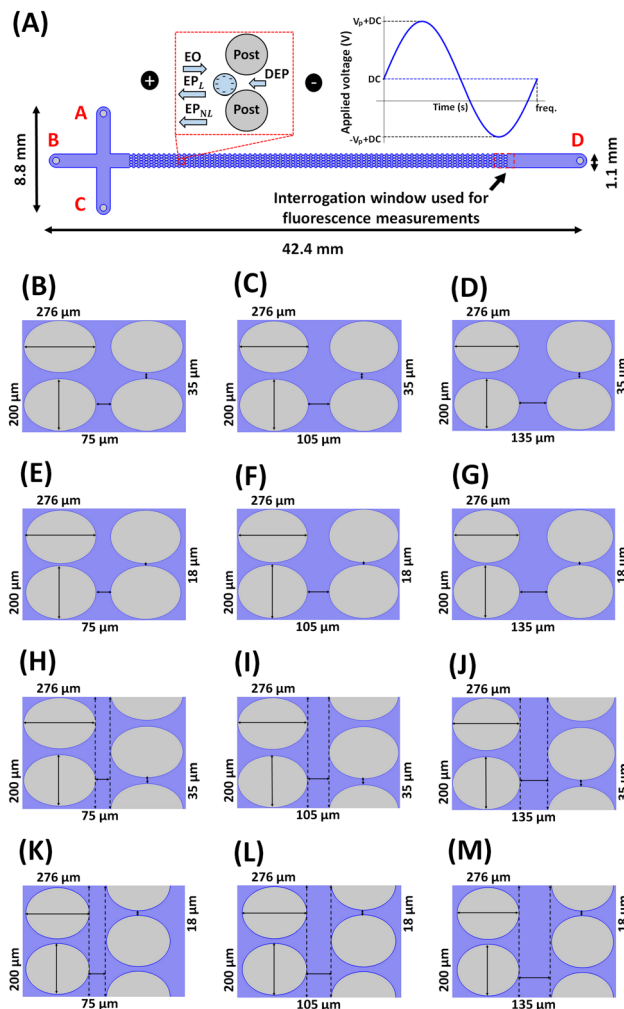 (A)
EO
EP_L
EP_NL
Post
DEP
Post
+
-
Applied voltage (V)
Vₚ+DC
DC
-Vₚ+DC
Time (s)
freq.
A
B
C
D
8.8 mm
1.1 mm
Interrogation window used for
fluorescence measurements
42.4 mm
(B)
276 µm
200 µm
35 µm
75 µm
(C)
276 µm
200 µm
35 µm
105 µm
(D)
276 µm
200 µm
35 µm
135 µm
(E)
276 µm
200 µm
18 µm
75 µm
(F)
276 µm
200 µm
18 µm
105 µm
(G)
276 µm
200 µm
18 µm
135 µm
(H)
276 µm
200 µm
35 µm
75 µm
(I)
276 µm
200 µm
35 µm
105 µm
(J)
276 µm
200 µm
35 µm
135 µm
(K)
276 µm
200 µm
18 µm
75 µm
(L)
276 µm
200 µm
18 µm
105 µm
(M)
276 µm
200 µm
18 µm
135 µm